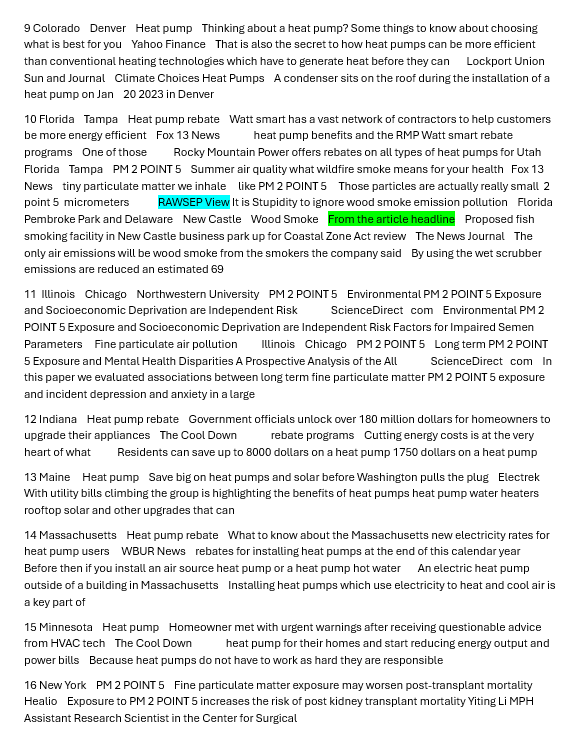 9 Colorado Denver Heat pump Thinking about a heat pump? Some things to know about choosing
what is best for you Yahoo Finance That is also the secret to how heat pumps can be more efficient
than conventional heating technologies which have to generate heat before they can Lockport Union
Sun and Journal Climate Choices Heat Pumps A condenser sits on the roof during the installation of a
heat pump on Jan 20 2023 in Denver
10 Florida Tampa Heat pump rebate Watt smart has a vast network of contractors to help customers
be more energy efficient Fox 13 News heat pump benefits and the RMP Watt smart rebate
programs One of those Rocky Mountain Power offers rebates on all types of heat pumps for Utah
Florida Tampa PM 2 POINT 5 Summer air quality what wildfire smoke means for your health Fox 13
News tiny particulate matter we inhale like PM 2 POINT 5 Those particles are actually really small 2
point 5 micrometers RAWSEP View It is Stupidity to ignore wood smoke emission pollution Florida
Pembroke Park and Delaware New Castle Wood Smoke From the article headline Proposed fish
smoking facility in New Castle business park up for Coastal Zone Act review The News Journal The
only air emissions will be wood smoke from the smokers the company said By using the wet scrubber
emissions are reduced an estimated 69
11 Illinois Chicago Northwestern University PM 2 POINT 5 Environmental PM 2 POINT 5 Exposure
and Socioeconomic Deprivation are Independent Risk ScienceDirect com Environmental PM 2
POINT 5 Exposure and Socioeconomic Deprivation are Independent Risk Factors for Impaired Semen
Parameters Fine particulate air pollution Illinois Chicago PM 2 POINT 5 Long term PM 2 POINT
5 Exposure and Mental Health Disparities A Prospective Analysis of the All ScienceDirect com In
this paper we evaluated associations between long term fine particulate matter PM 2 POINT 5 exposure
and incident depression and anxiety in a large
12 Indiana Heat pump rebate Government officials unlock over 180 million dollars for homeowners to
upgrade their appliances The Cool Down rebate programs Cutting energy costs is at the very
heart of what Residents can save up to 8000 dollars on a heat pump 1750 dollars on a heat pump
13 Maine Heat pump Save big on heat pumps and solar before Washington pulls the plug Electrek
With utility bills climbing the group is highlighting the benefits of heat pumps heat pump water heaters
rooftop solar and other upgrades that can
14 Massachusetts Heat pump rebate What to know about the Massachusetts new electricity rates for
heat pump users WBUR News rebates for installing heat pumps at the end of this calendar year
Before then if you install an air source heat pump or a heat pump hot water An electric heat pump
outside of a building in Massachusetts Installing heat pumps which use electricity to heat and cool air is
a key part of
15 Minnesota Heat pump Homeowner met with urgent warnings after receiving questionable advice
from HVAC tech The Cool Down heat pump for their homes and start reducing energy output and
power bills Because heat pumps do not have to work as hard they are responsible
16 New York PM 2 POINT 5 Fine particulate matter exposure may worsen post-transplant mortality
Healio Exposure to PM 2 POINT 5 increases the risk of post kidney transplant mortality Yiting Li MPH
Assistant Research Scientist in the Center for Surgical